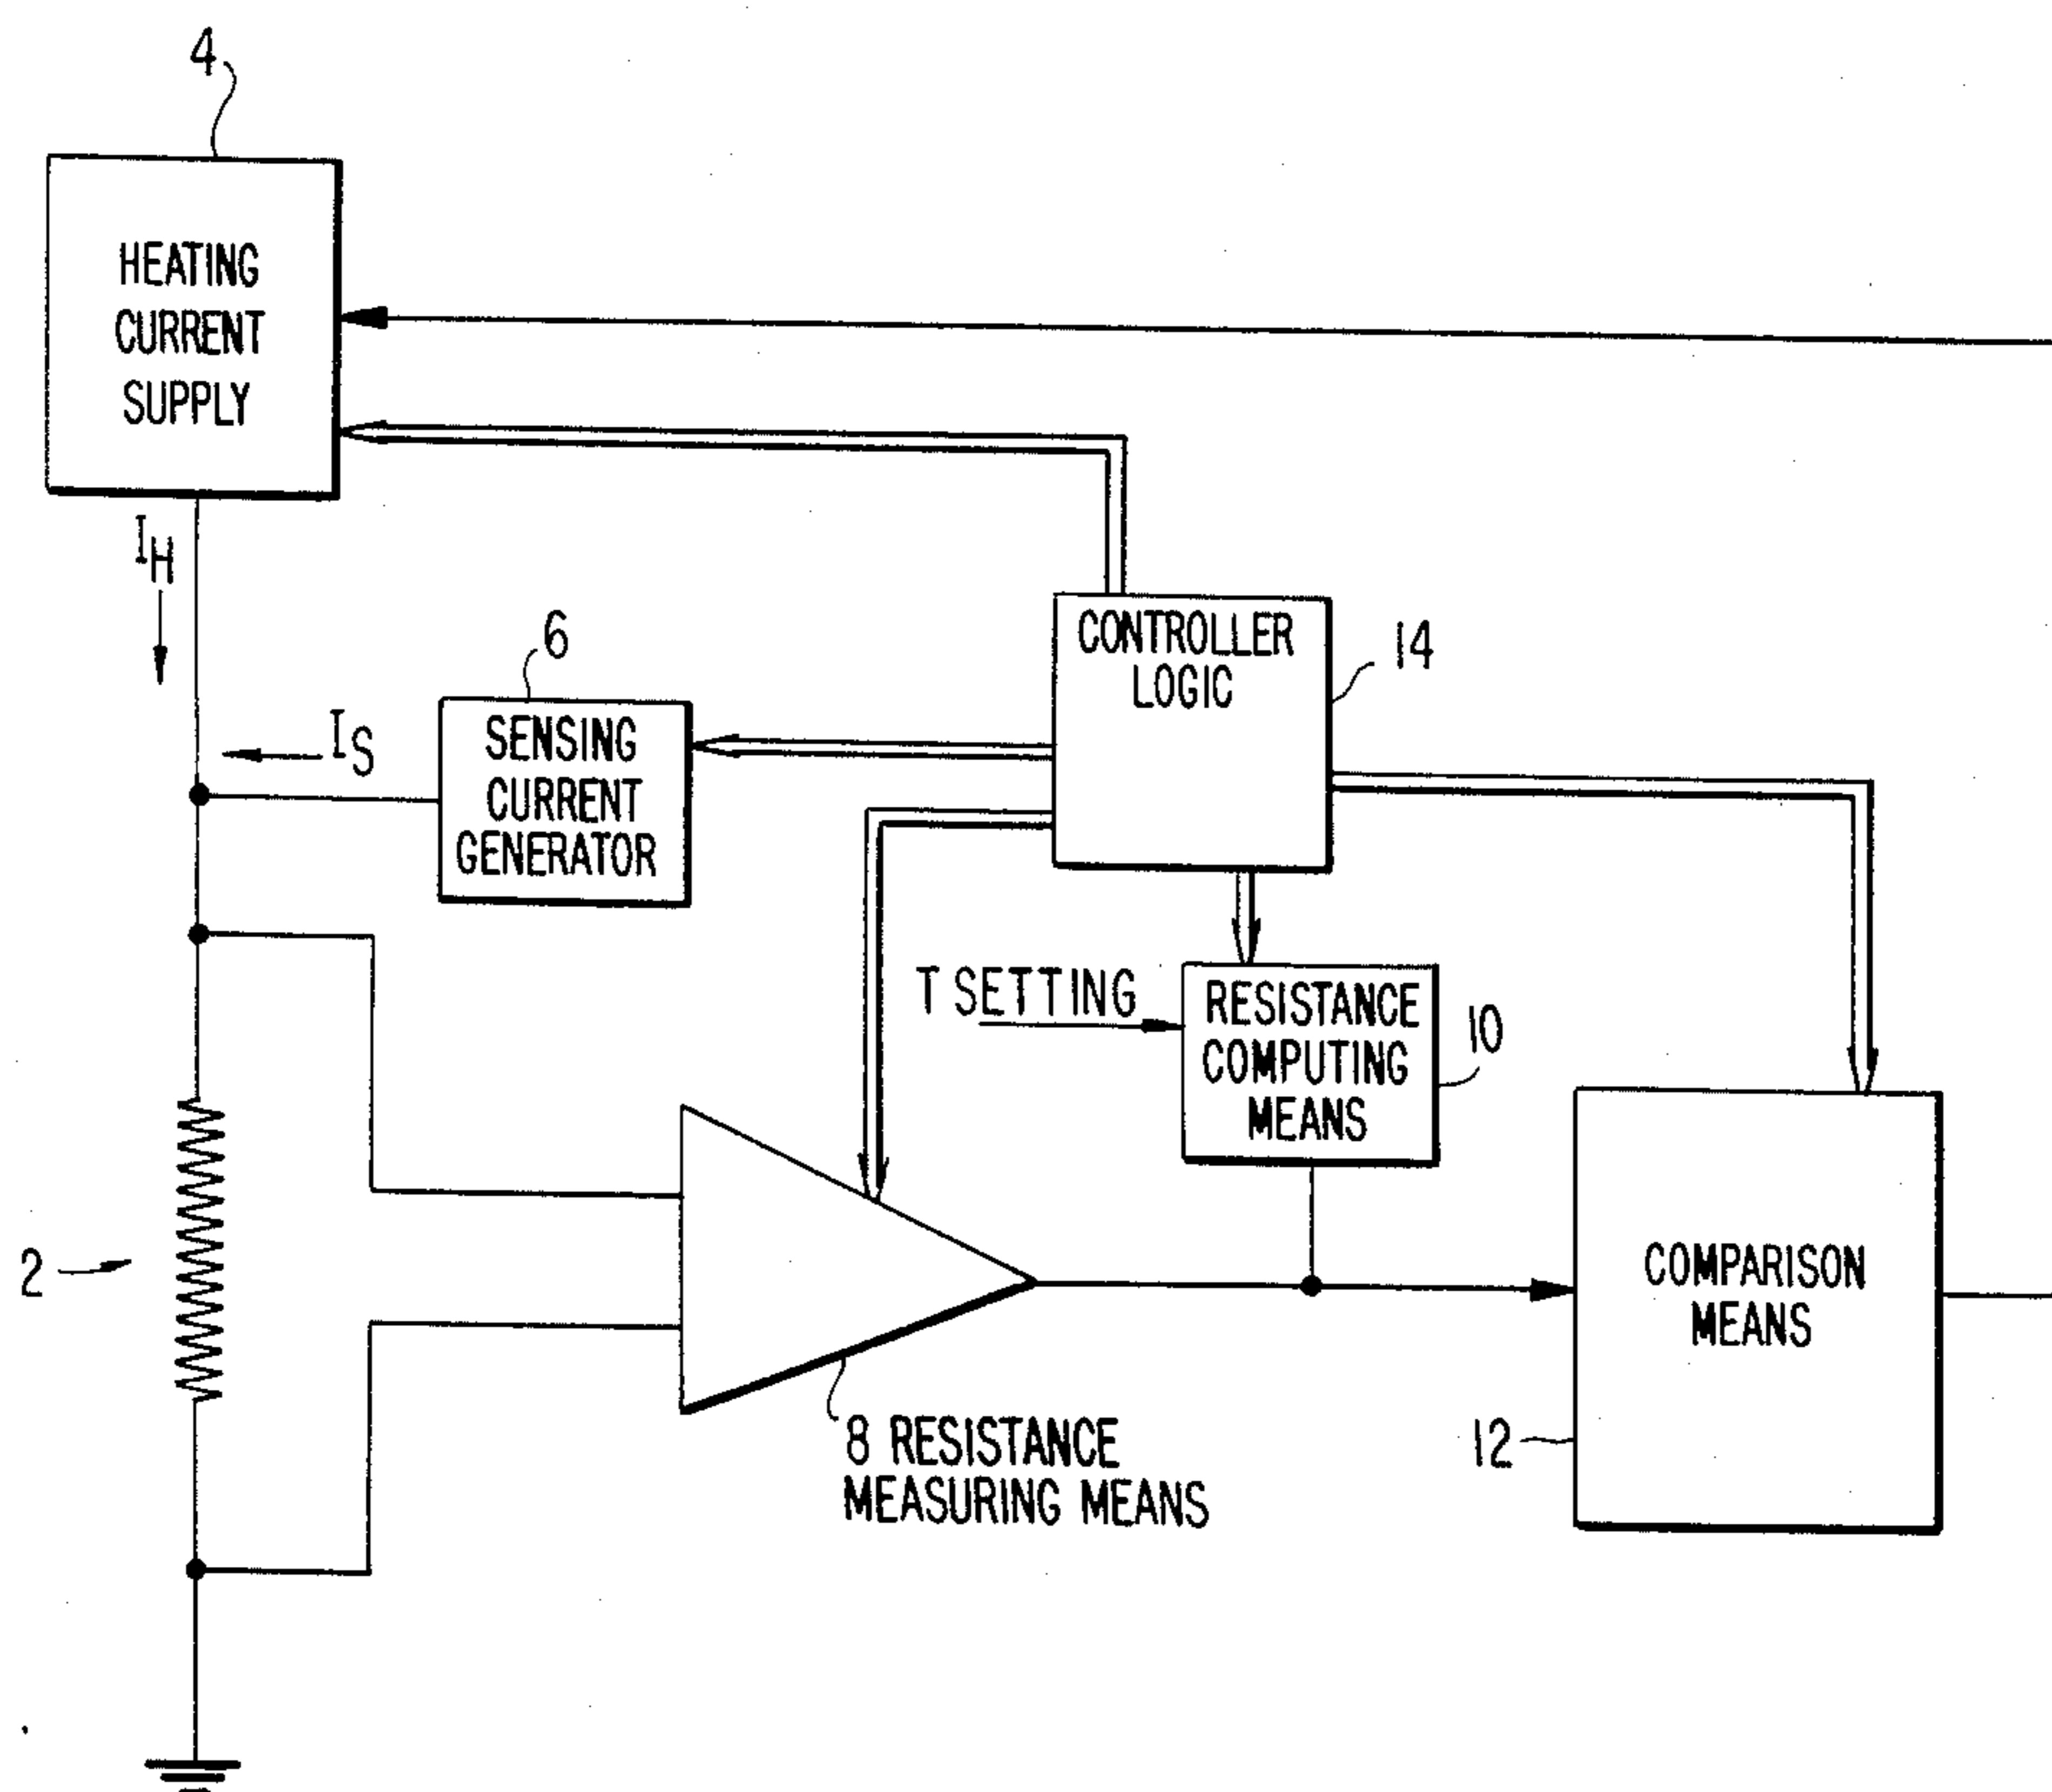 4
HEATING
CURRENT
SUPPLY
IH
6
CONTROLLER
LOGIC
14
IS
SENSING
CURRENT
GENERATOR
T SETTING
RESISTANCE
COMPUTING
MEANS
10
2
COMPARISON
MEANS
12
8 RESISTANCE
MEASURING MEANS